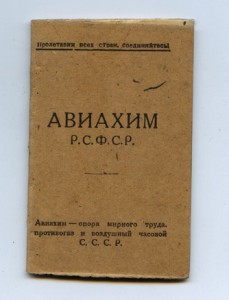 Пролетарии всех стран, соединяйтесь!
АВИАХИМ
Р.С.Ф.С.Р.
Авиахим — опора мирного труда,
противогаз и воздушный часовой
С. С. С. Р.